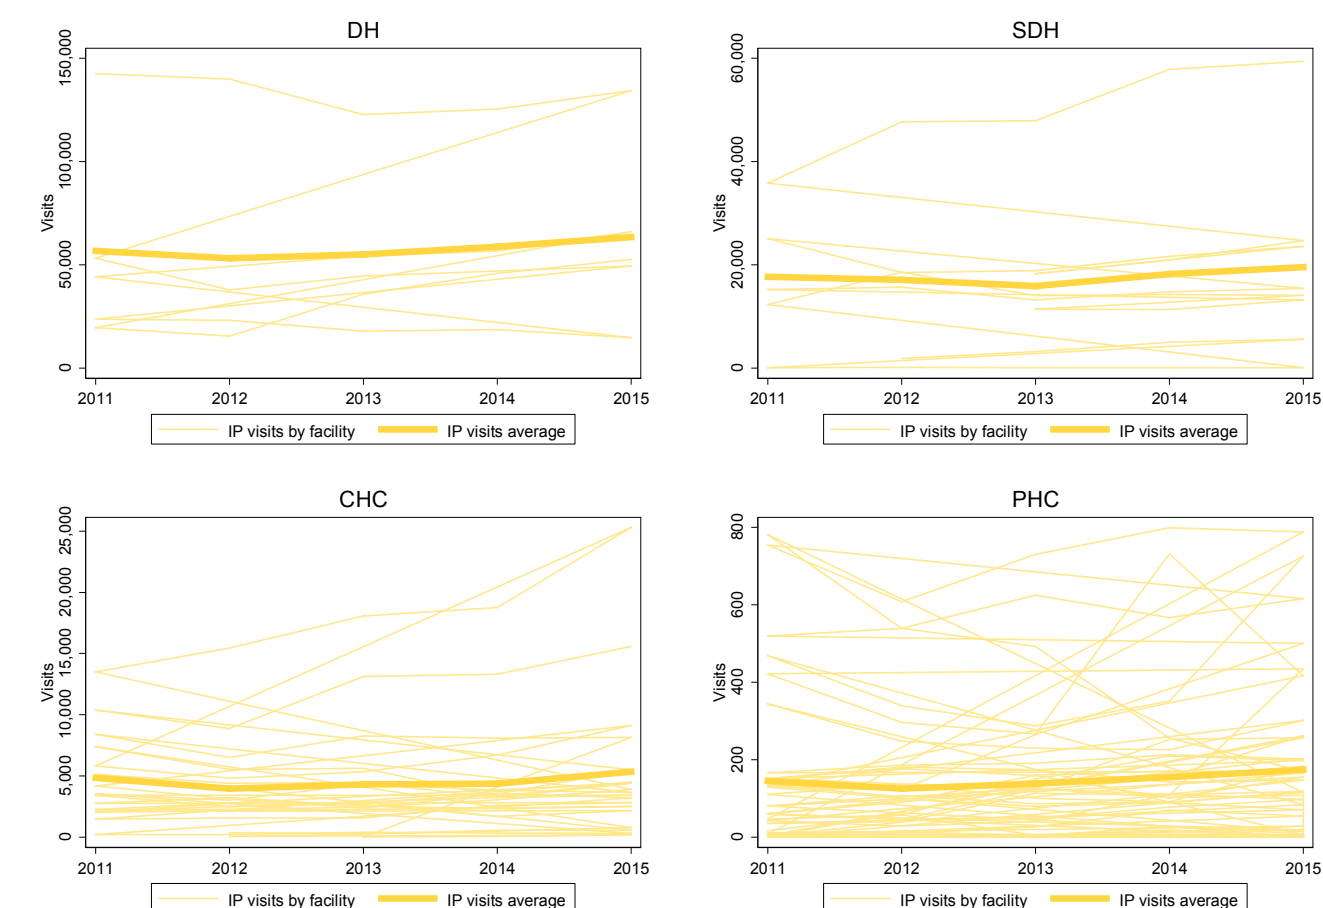 DH
150,000
100,000
50,000
0
Visits
2011 2012 2013 2014 2015
IP visits by facility IP visits average
SDH
60,000
40,000
20,000
0
Visits
2011 2012 2013 2014 2015
IP visits by facility IP visits average
CHC
25,000
20,000
15,000
10,000
5,000
0
Visits
2011 2012 2013 2014 2015
IP visits by facility IP visits average
PHC
800
600
400
200
0
Visits
2011 2012 2013 2014 2015
IP visits by facility IP visits average